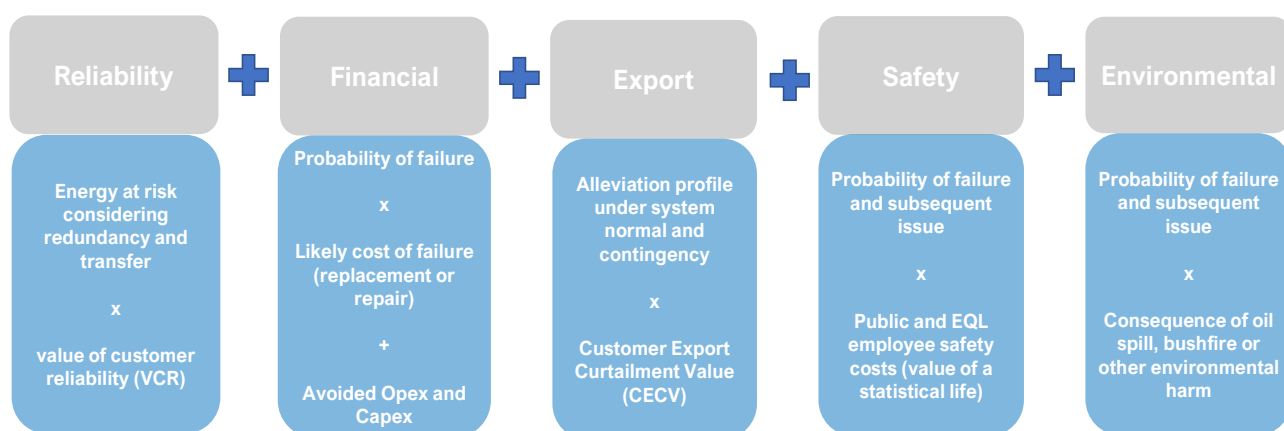 Reliability
Financial
Export
Safety
Environmental
Energy at risk
considering
redundancy and
transfer
x
value of customer
reliability (VCR)
Probability of failure
x
Likely cost of failure
(replacement or
repair)
+
Avoided Opex and
Capex
Alleviation profile
under system
normal and
contingency
x
Customer Export
Curtailment Value
(CECV)
Probability of failure
and subsequent
issue
x
Public and EQL
employee safety
costs (value of a
statistical life)
Probability of failure
and subsequent
issue
x
Consequence of oil
spill, bushfire or
other environmental
harm